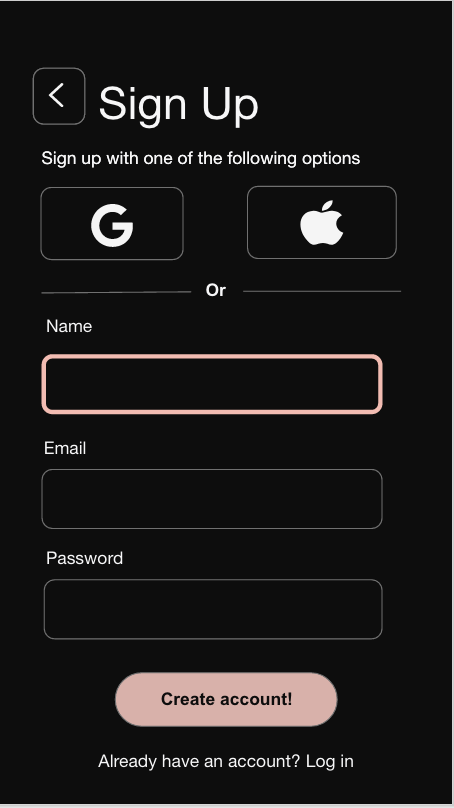 Sign Up
Sign up with one of the following options
Or
Name
Email
Password
Create account!
Already have an account? Log in